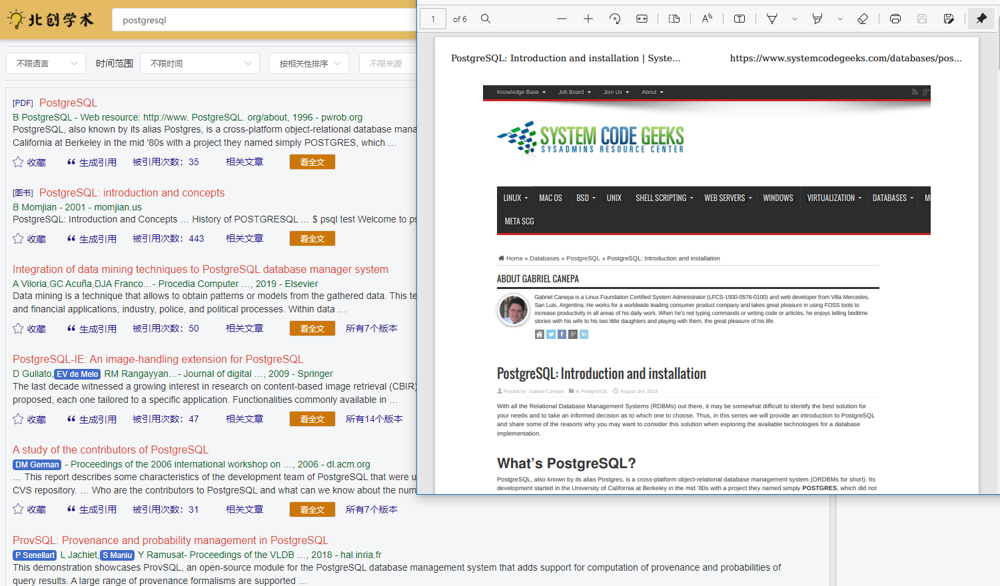 北创学术
postgresql
不限语言 时间范围 不限时间 按相关性排序 不限来源
[PDF] PostgreSQL
B PostgreSQL - Web resource: http://www. PostgreSQL. org/about, 1996 - pwrob.org
PostgreSQL, also known by its alias Postgres, is a cross-platform object-relational database mana
California at Berkeley in the mid '80s with a project they named simply POSTGRES, which …
收藏 生成引用 被引用次数：35 相关文章 看全文
[图书] PostgreSQL: introduction and concepts
B Momjian - 2001 - momjian.us
PostgreSQL: Introduction and Concepts … History of POSTGRESQL … $ psql test Welcome to ps
收藏 生成引用 被引用次数：443 相关文章 看全文
Integration of data mining techniques to PostgreSQL database manager system
A Viloria,GC Acuña,DJA Franco…- Procedia Computer …, 2019 - Elsevier
Data mining is a technique that allows to obtain patterns or models from the gathered data. This te
and financial applications, industry, police, and political processes. Within data …
收藏 生成引用 被引用次数：50 相关文章 看全文 所有7个版本
PostgreSQL-IE: An image-handling extension for PostgreSQL
D Guliato,EV de Melo RM Rangayyan…- Journal of digital …, 2009 - Springer
The last decade witnessed a growing interest in research on content-based image retrieval (CBIR)
proposed, each one tailored to a specific application. Functionalities commonly available in …
收藏 生成引用 被引用次数：47 相关文章 看全文 所有14个版本
A study of the contributors of PostgreSQL
DM German - Proceedings of the 2006 international workshop on …, 2006 - dl.acm.org
… This report describes some characteristics of the development team of PostgreSQL that were u
CVS repository. … Who are the contributors to PostgreSQL and what can we know about the num
收藏 生成引用 被引用次数：31 相关文章 看全文 所有7个版本
ProvSQL: Provenance and probability management in PostgreSQL
P Senellart L Jachiet,S Maniu Y Ramusat- Proceedings of the VLDB …, 2018 - hal.inria.fr
This demonstration showcases ProvSQL, an open-source module for the PostgreSQL database management system that adds support for computation of provenance and probabilities of
query results. A large range of provenance formalisms are supported …
1 of 6
PostgreSQL: Introduction and installation | Syste... https://www.systemcodegeeks.com/databases/pos...
Knowledge Base Job Board Join Us About
SYSTEM CODE GEEKS
SYSADMINS RESOURCE CENTER
LINUX MAC OS BSD UNIX SHELL SCRIPTING WEB SERVERS WINDOWS VIRTUALIZATION DATABASES
META SCG
Home » Databases » PostgreSQL » PostgreSQL: Introduction and installation
ABOUT GABRIEL CANEPA
Gabriel Canepa is a Linux Foundation Certified System Administrator (LFCS-1500-0576-0100) and web developer from Villa Mercedes,
San Luis, Argentina. He works for a worldwide leading consumer product company and takes great pleasure in using FOSS tools to
increase productivity in all areas of his daily work. When he's not typing commands or writing code or articles, he enjoys telling bedtime
stories with his wife to his two little daughters and playing with them, the great pleasure of his life.
PostgreSQL: Introduction and installation
Posted by: Gabriel Canepa in PostgreSQL August 3rd, 2016
With all the Relational Database Management Systems (RDBMs) out there, it may be somewhat difficult to identify the best solution for
your needs and to take an informed decision as to which one to choose. Thus, in this series we will provide an introduction to PostgreSQL
and share some of the reasons why you may want to consider this solution when exploring the available technologies for a database
implementation.
What's PostgreSQL?
PostgreSQL, also known by its alias Postgres, is a cross-platform object-relational database management system (ORDBMs for short). Its
development started in the University of California at Berkeley in the mid '80s with a project they named simply POSTGRES, which did not